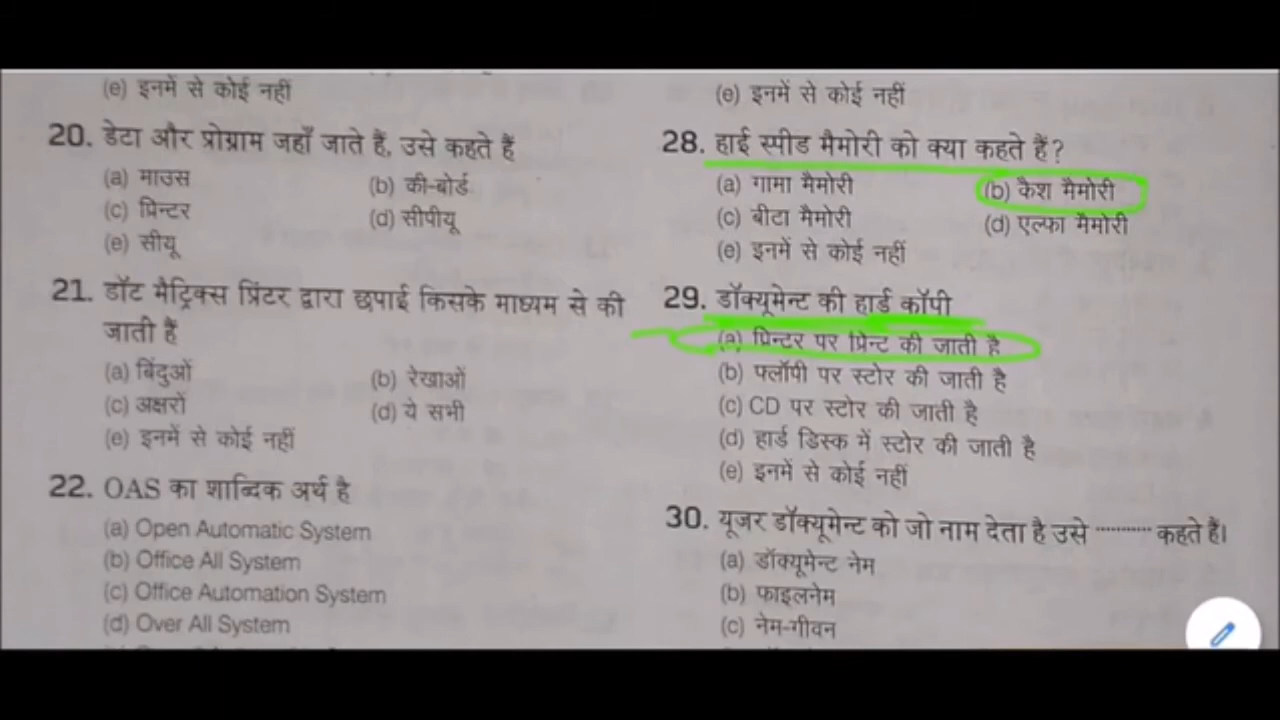 (e) इनमें से कोई नहीं
20. डेटा और प्रोग्राम जहाँ जाते हैं, उसे कहते हैं
(a) माउस
(b) की-बोर्ड
(c) प्रिन्टर
(d) सीपीयू
(e) सीयू
21. डॉट मैट्रिक्स प्रिंटर द्वारा छपाई किसके माध्यम से की
जाती हैं
(a) बिंदुओं
(b) रेखाओं
(c) अक्षरों
(d) ये सभी
(e) इनमें से कोई नहीं
22. OAS का शाब्दिक अर्थ है
(a) Open Automatic System
(b) Office All System
(c) Office Automation System
(d) Over All System
(e) इनमें से कोई नहीं
28. हाई स्पीड मैमोरी को क्या कहते हैं?
(a) गामा मैमोरी
(b) कैश मैमोरी
(c) बीटा मैमोरी
(d) एल्फा मैमोरी
(e) इनमें से कोई नहीं
29. डॉक्यूमेन्ट की हार्ड कॉपी
(a) प्रिन्टर पर प्रिन्ट की जाती है
(b) फ्लॉपी पर स्टोर की जाती है
(c) CD पर स्टोर की जाती है
(d) हार्ड डिस्क में स्टोर की जाती है
(e) इनमें से कोई नहीं
30. यूजर डॉक्यूमेन्ट को जो नाम देता है उसे ............ कहते हैं।
(a) डॉक्यूमेंट नेम
(b) फाइलनेम
(c) नेम-गीवन